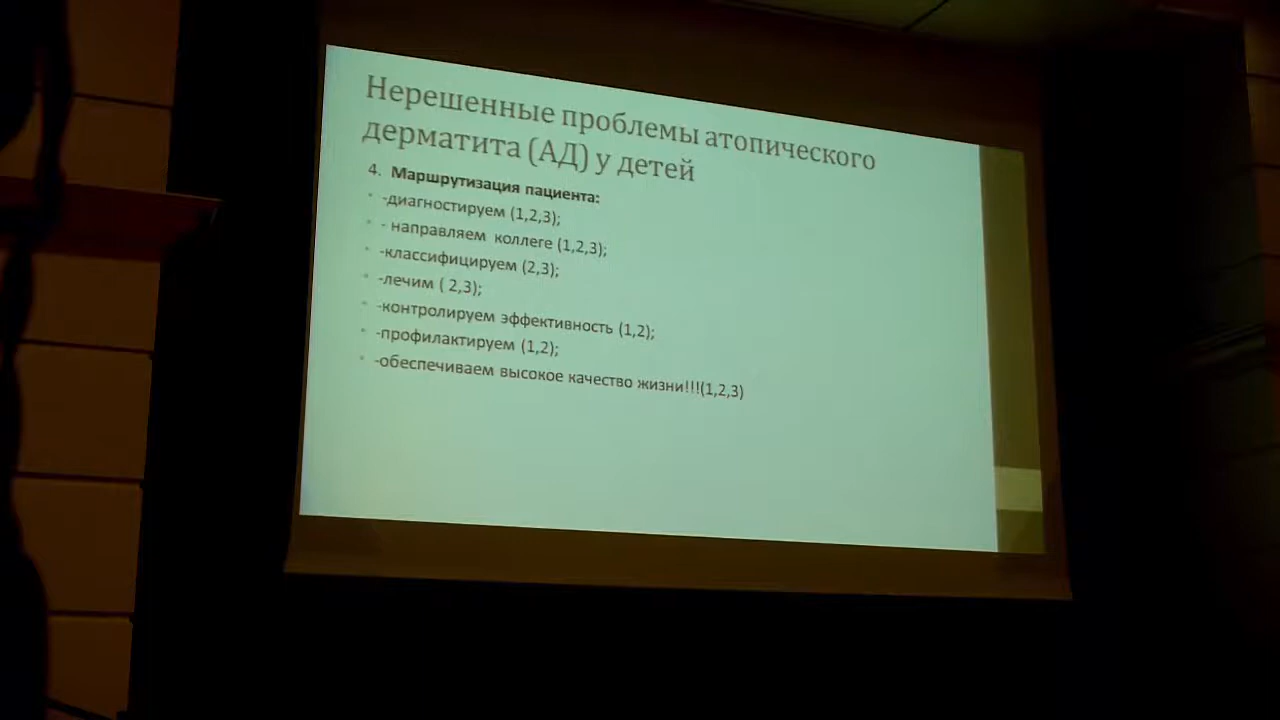 Нерешенные проблемы атопического
дерматита (АД) у детей
4. Маршрутизация пациента:
-диагностируем (1,2,3);
- направляем коллеге (1,2,3);
-классифицируем (2,3);
-лечим ( 2,3);
-контролируем эффективность (1,2);
-профилактируем (1,2);
-обеспечиваем высокое качество жизни!!!(1,2,3)